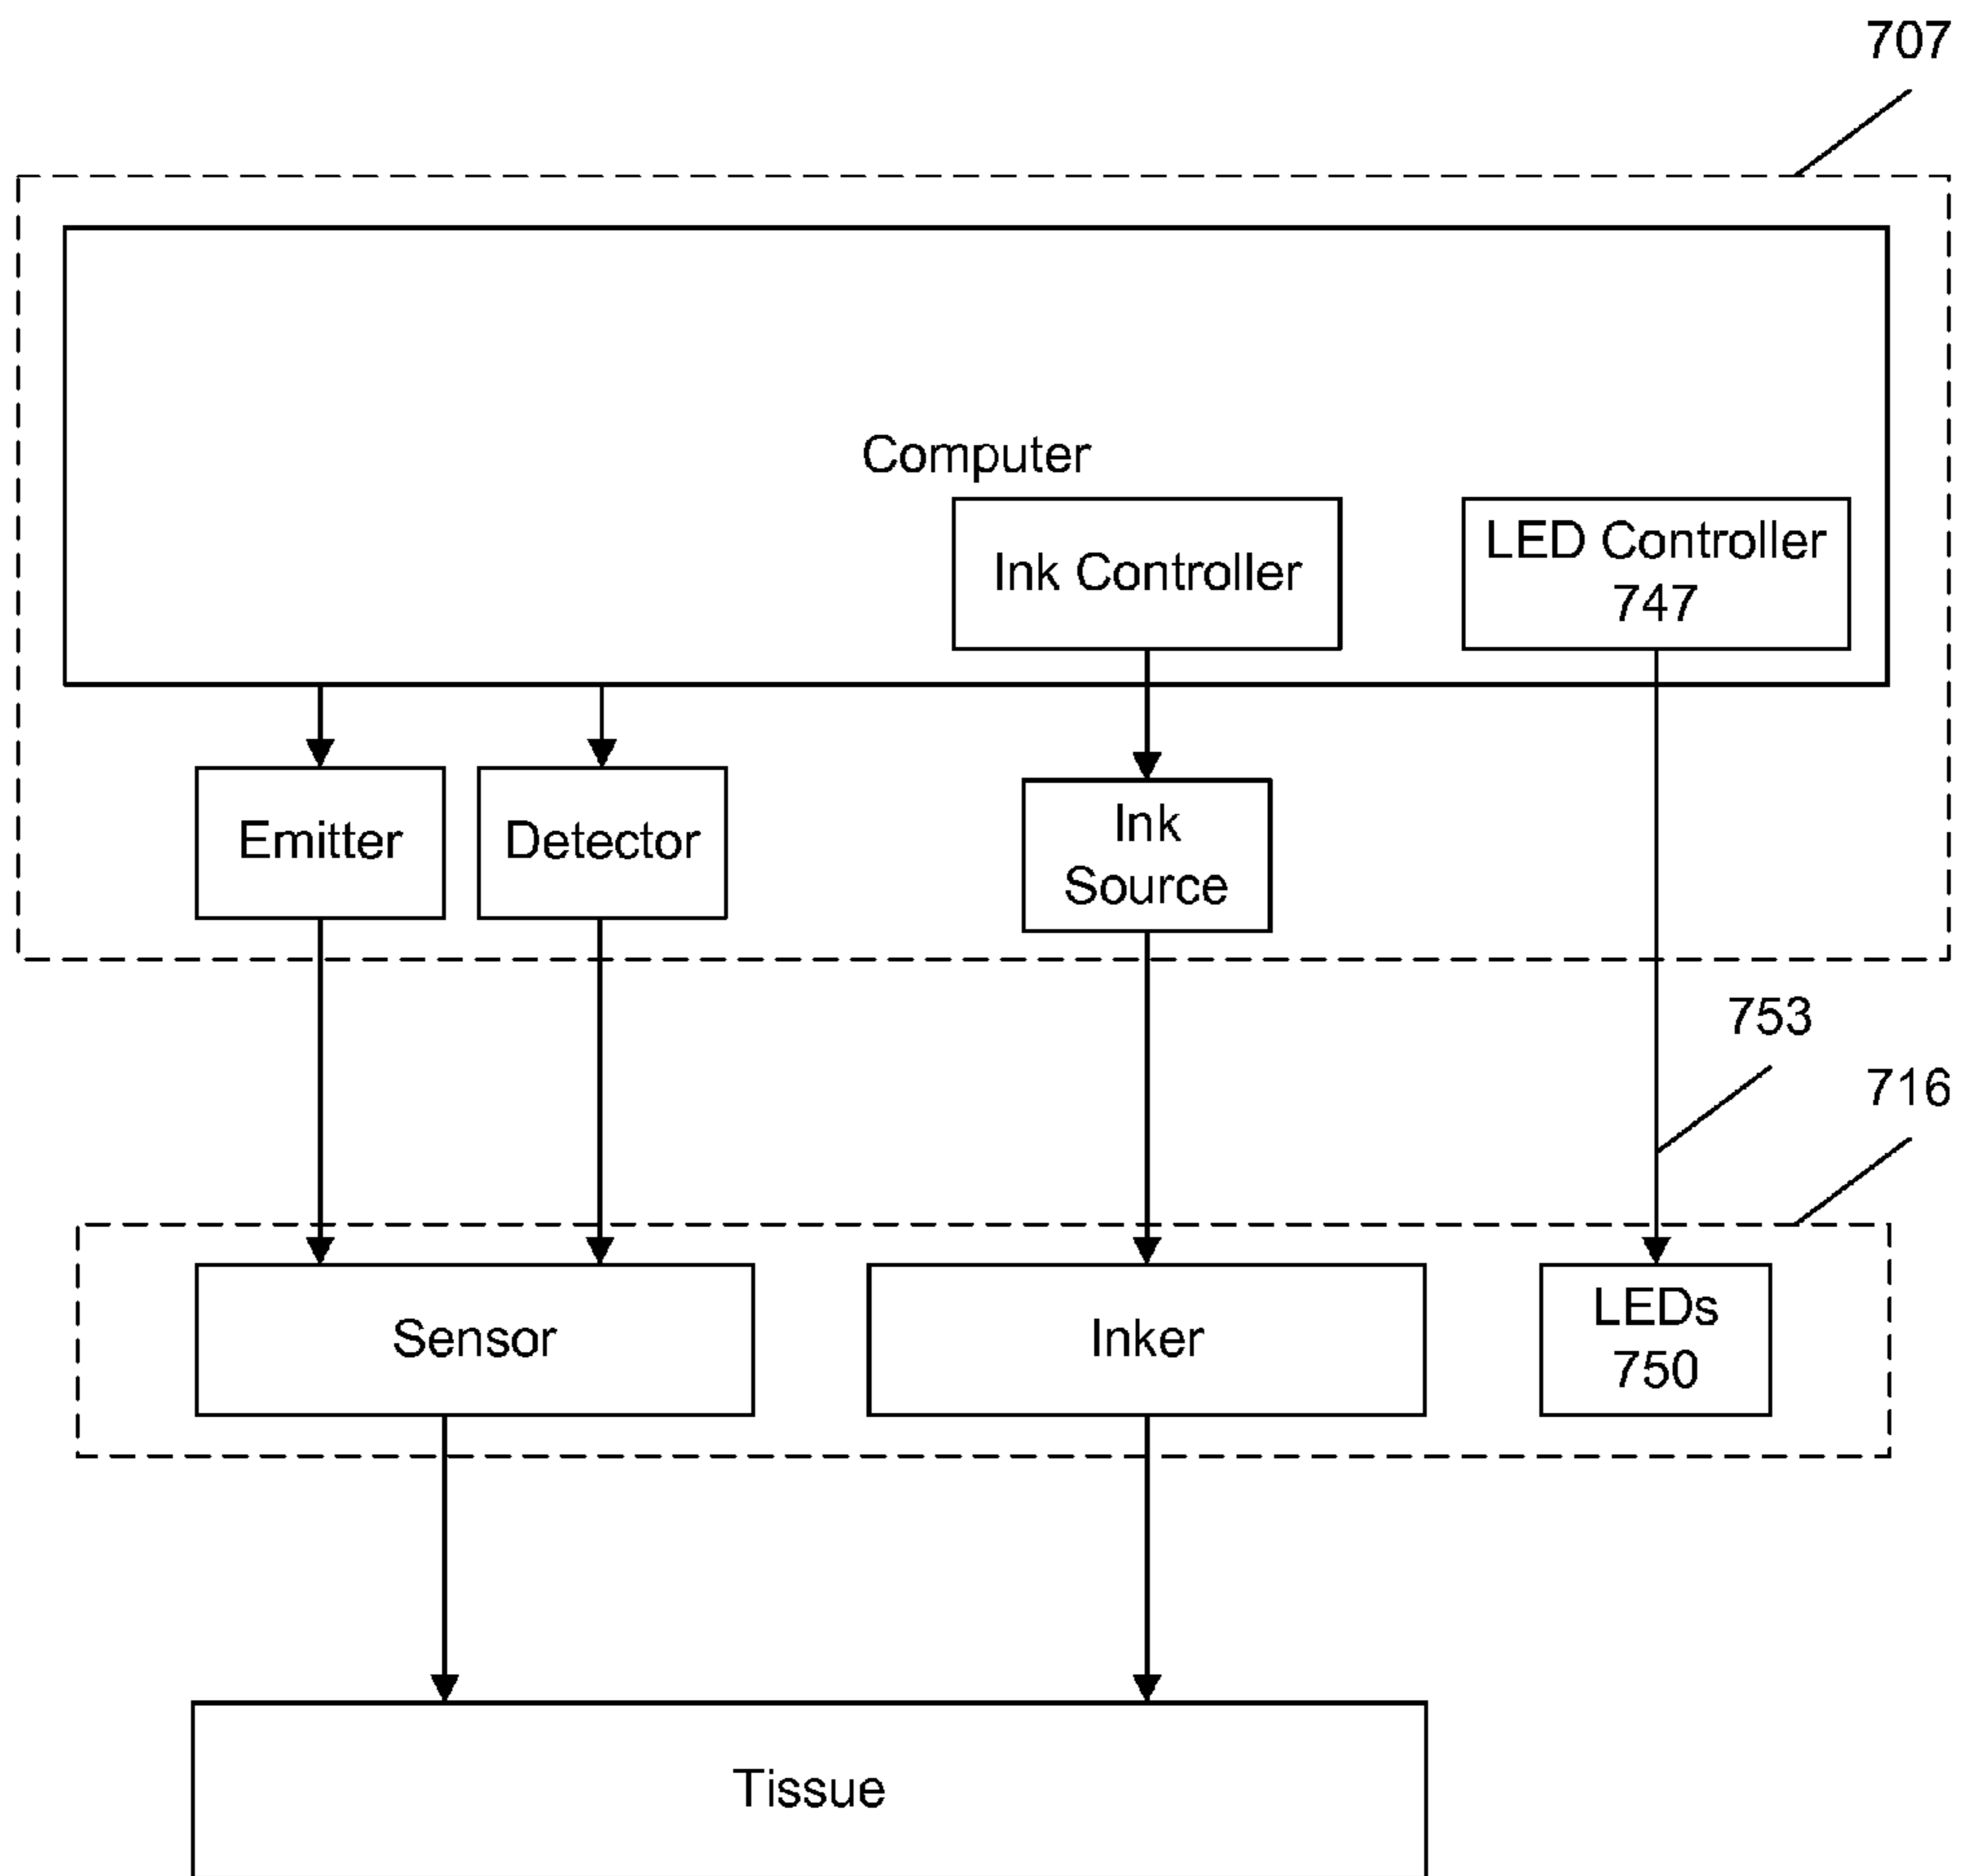 707
Computer
Ink Controller
LED Controller
747
Emitter
Detector
Ink
Source
753
716
Sensor
Inker
LEDs
750
Tissue